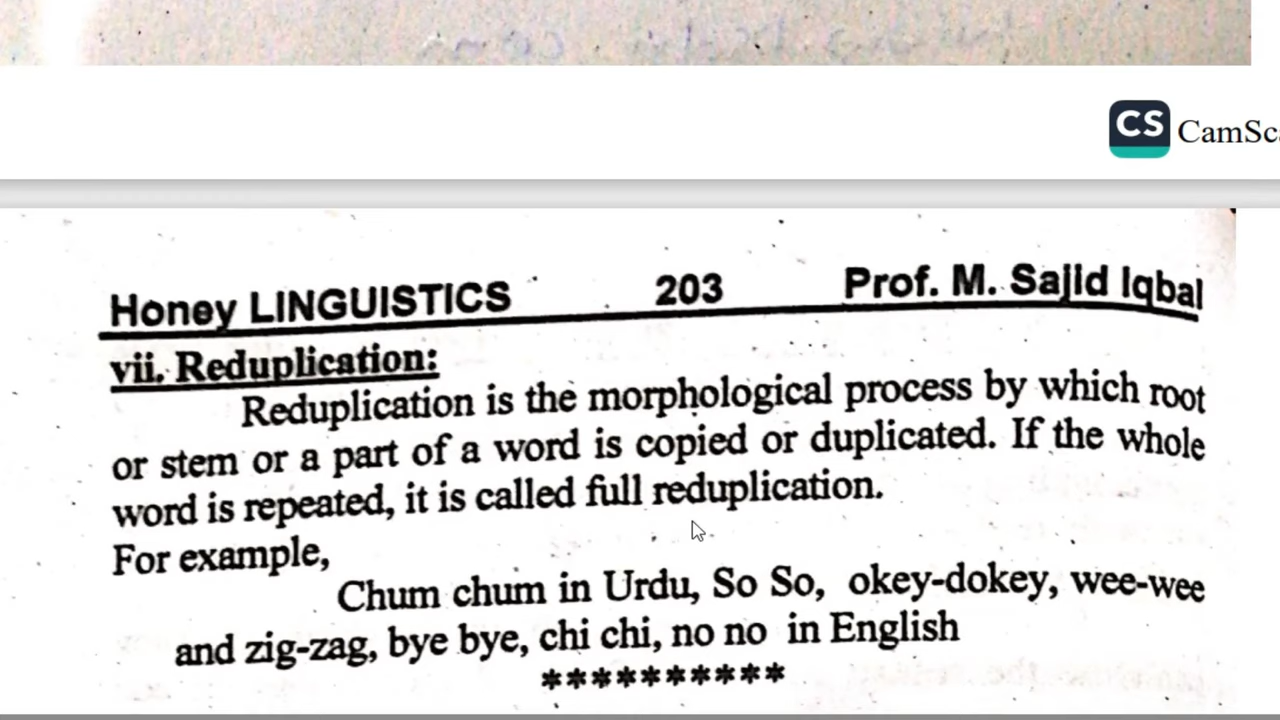 CS CamSca
Honey LINGUISTICS 203 Prof. M. Sajid Iqbal
vii. Reduplication:
Reduplication is the morphological process by which root
or stem or a part of a word is copied or duplicated. If the whole
word is repeated, it is called full reduplication.
For example,
Chum chum in Urdu, So So, okey-dokey, wee-wee
and zig-zag, bye bye, chi chi, no no in English
**********